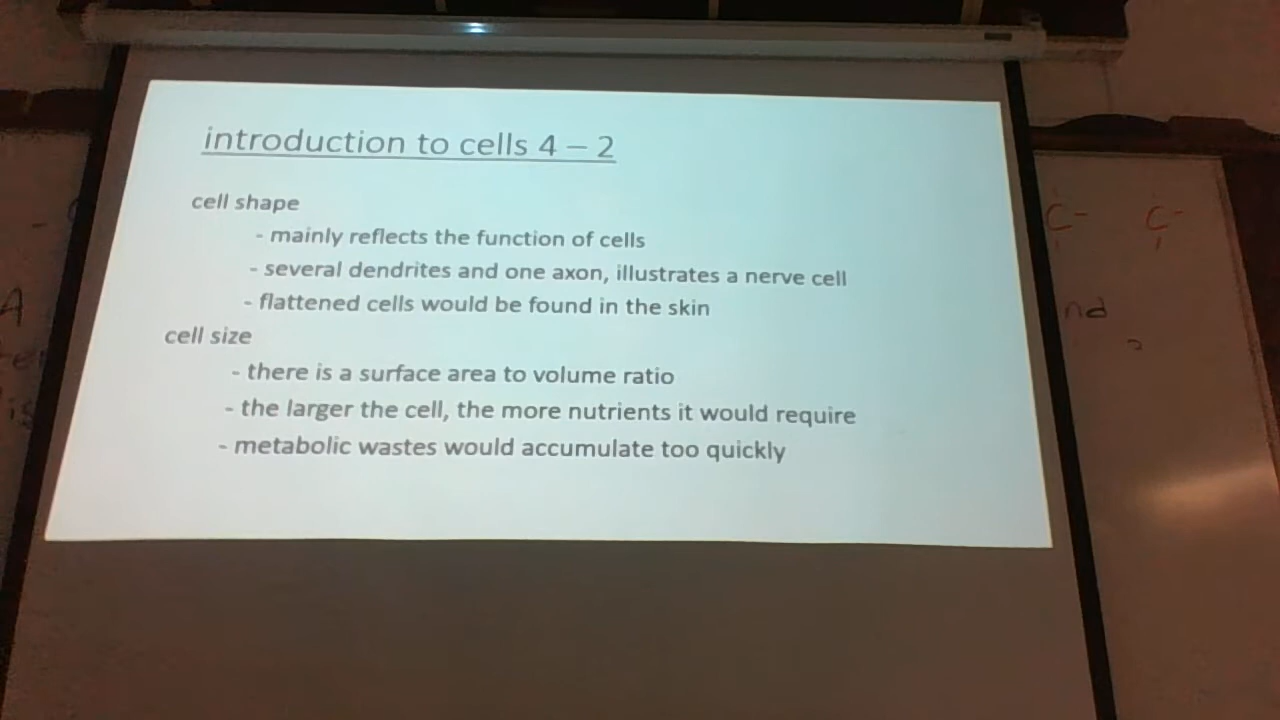 introduction to cells 4 – 2
cell shape
- mainly reflects the function of cells
- several dendrites and one axon, illustrates a nerve cell
- flattened cells would be found in the skin
cell size
- there is a surface area to volume ratio
- the larger the cell, the more nutrients it would require
- metabolic wastes would accumulate too quickly
C- C-
nd
A